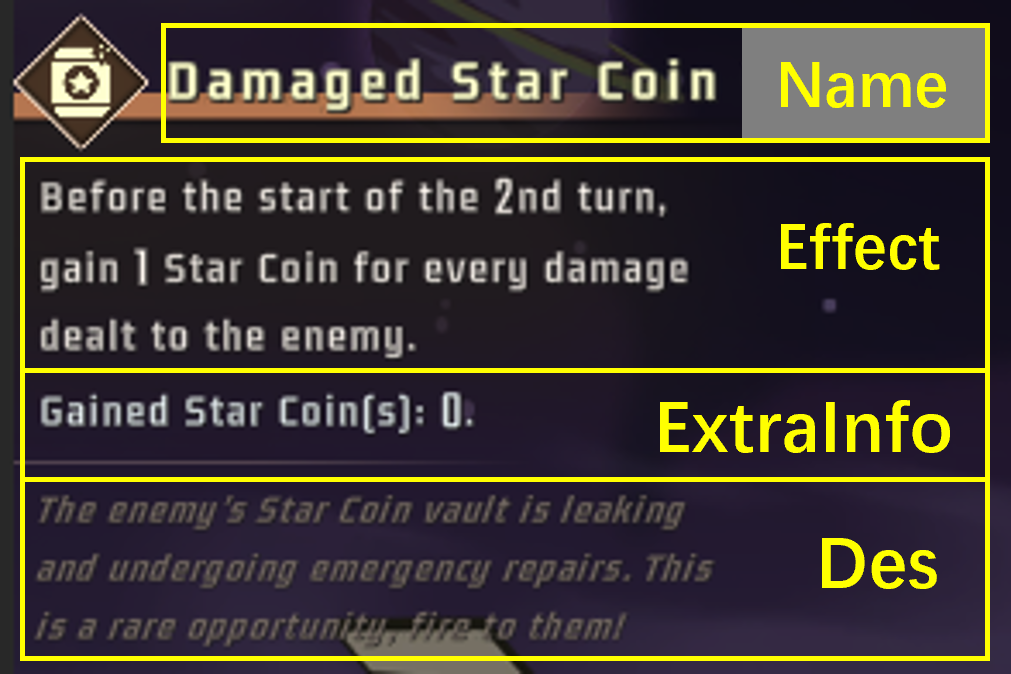 Damaged Star Coin
Name
Before the start of the 2nd turn,
gain 1 Star Coin for every damage
dealt to the enemy.
Effect
Gained Star Coin(s): 0.
ExtraInfo
The enemy's Star Coin vault is leaking
and undergoing emergency repairs. This
is a rare opportunity, fire to them!
Des